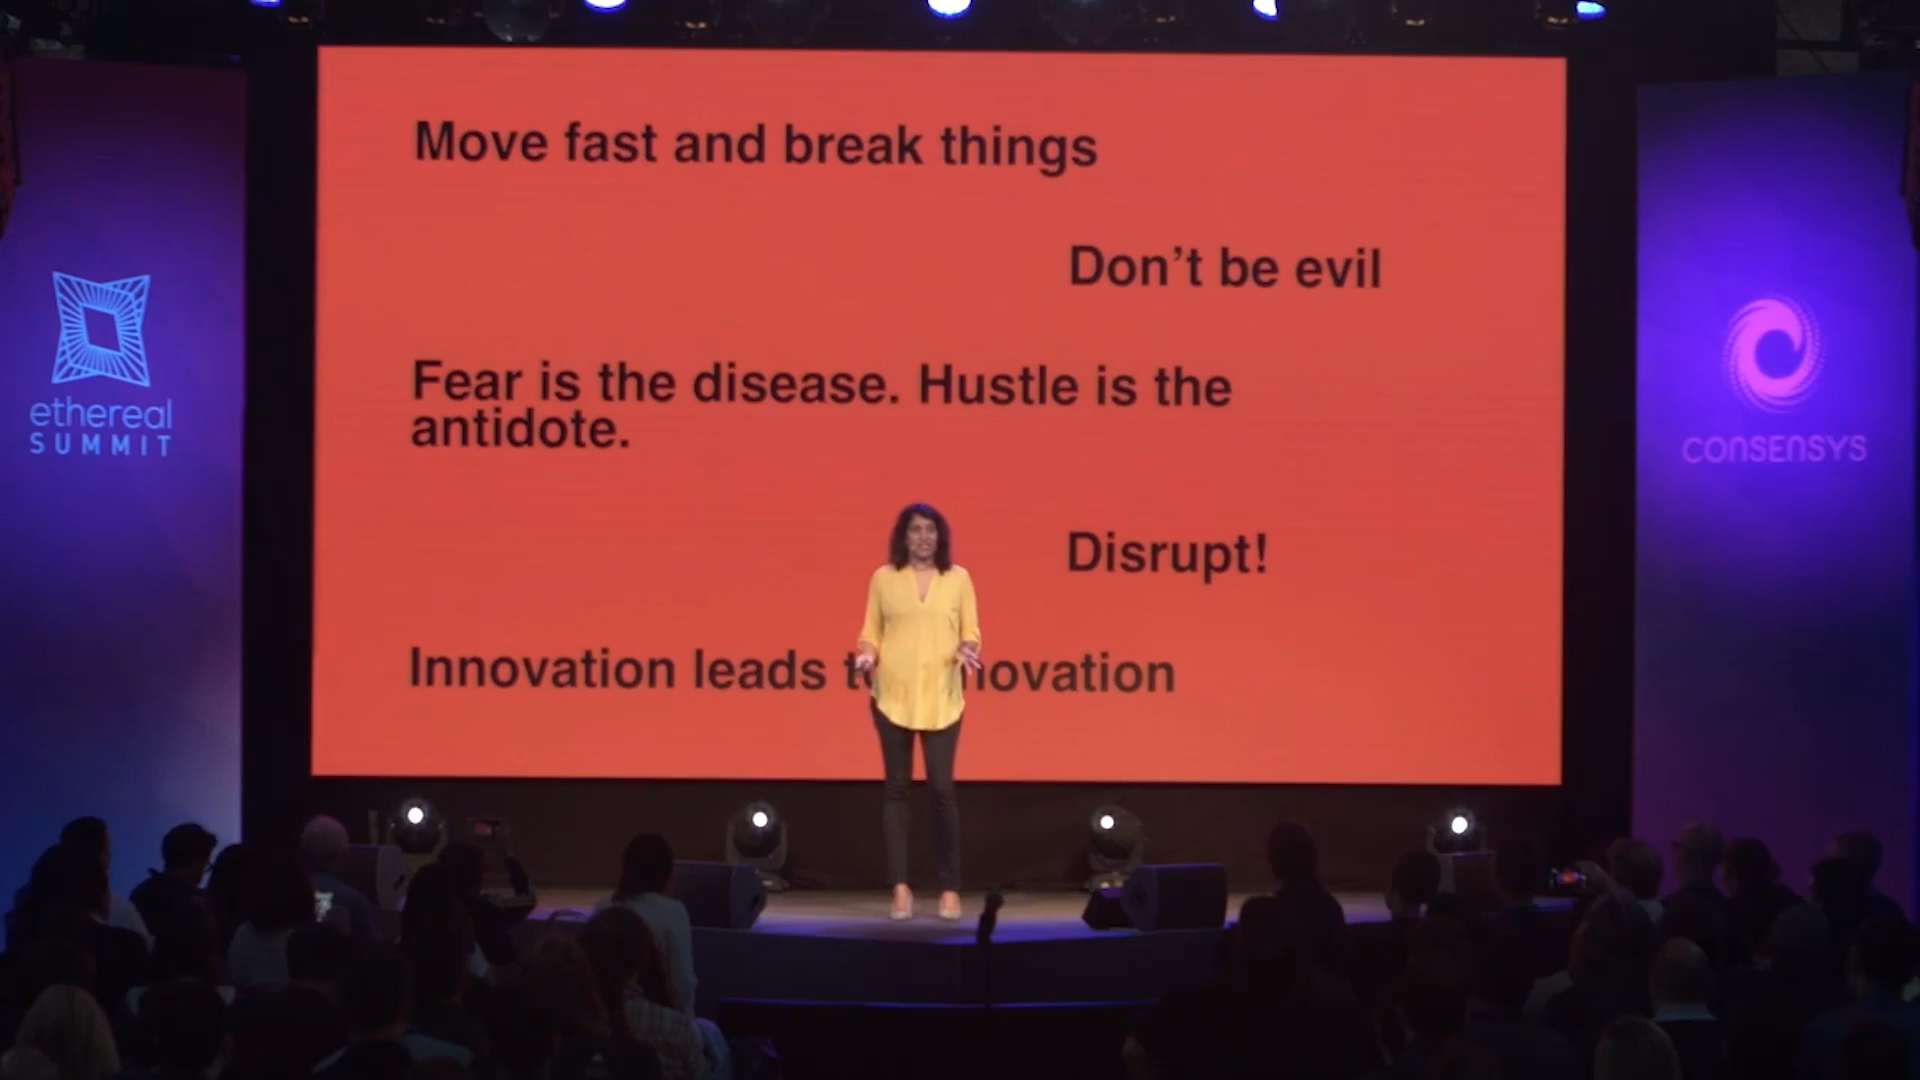 Move fast and break things
Don't be evil
Fear is the disease. Hustle is the
antidote.
Disrupt!
Innovation leads
ethereal
SUMMIT
CONSENSYS